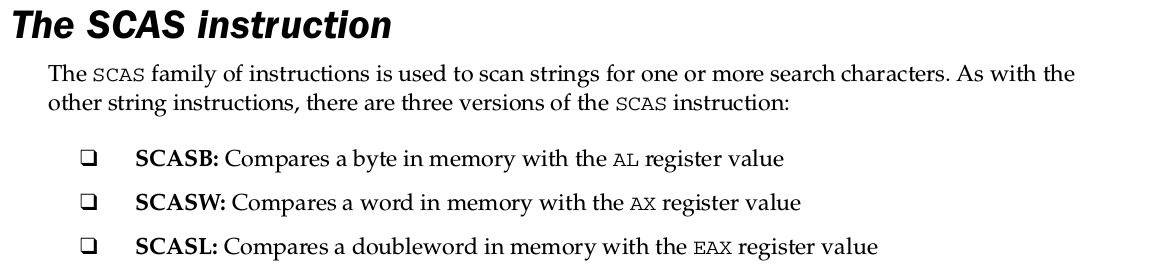 The SCAS instruction
The SCAS family of instructions is used to scan strings for one or more search characters. As with the
other string instructions, there are three versions of the SCAS instruction:
❑ SCASB: Compares a byte in memory with the AL register value
❑ SCASW: Compares a word in memory with the AX register value
❑ SCASL: Compares a doubleword in memory with the EAX register value